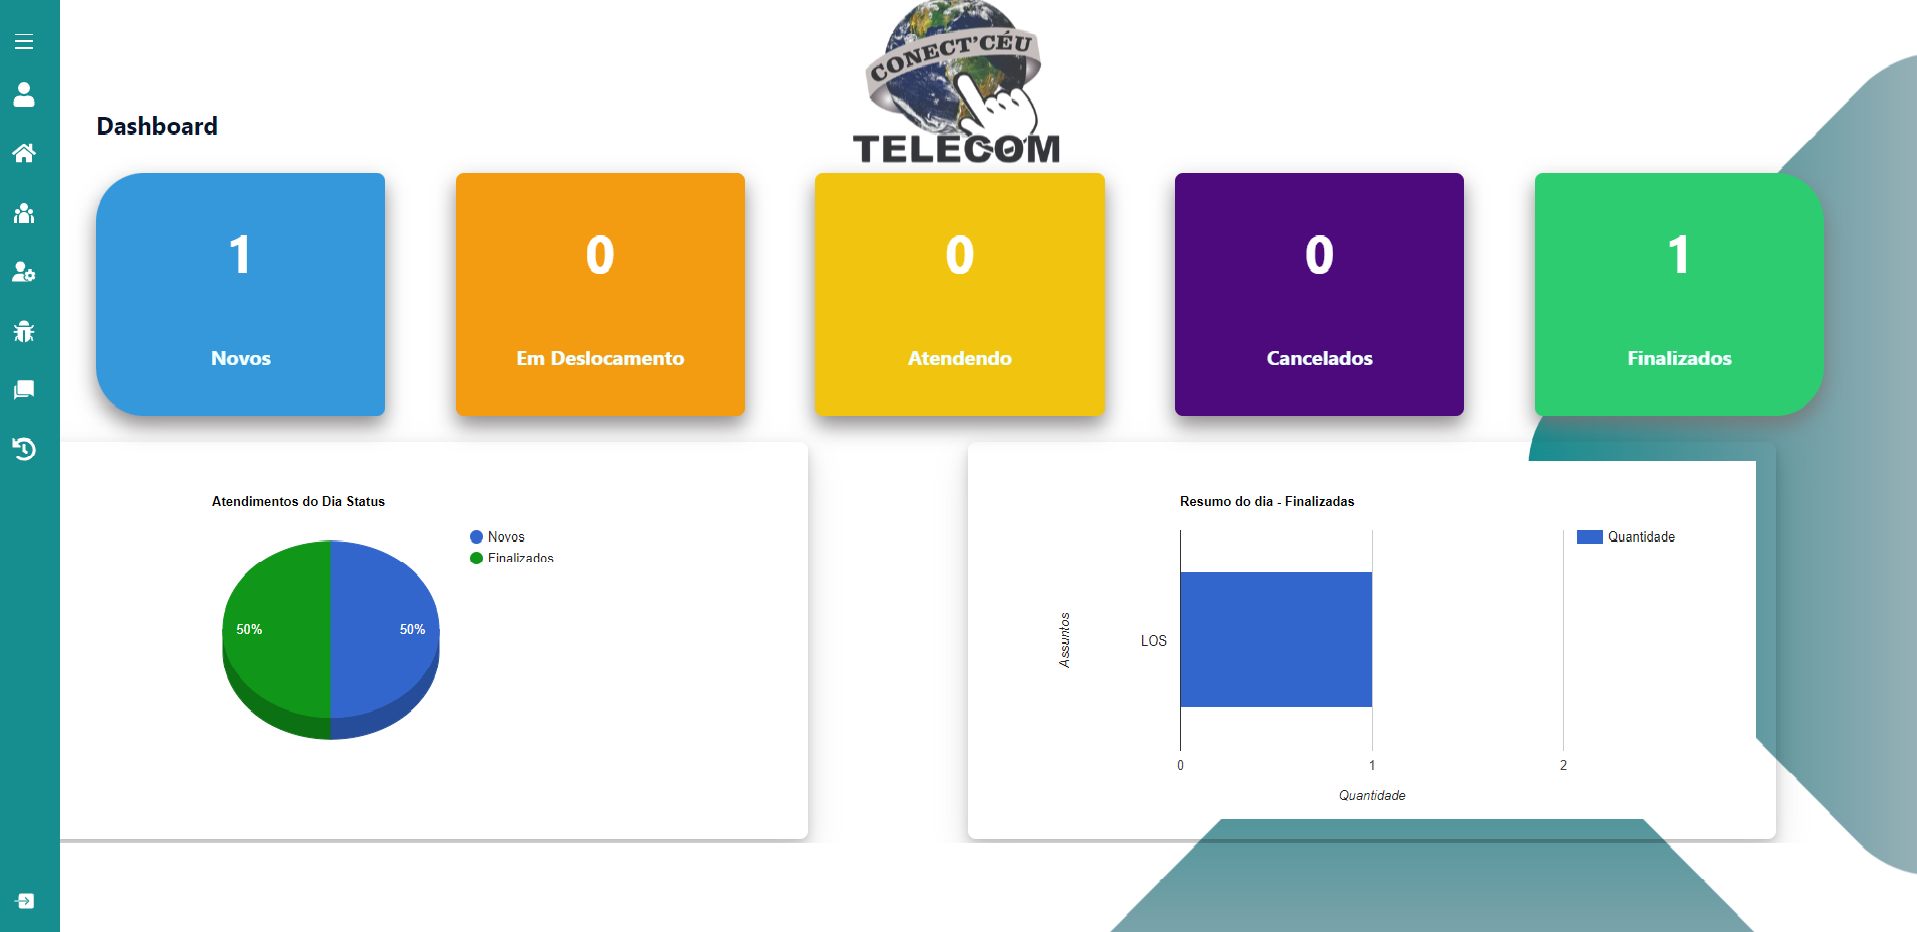 CONECT'CÉU
TELECOM
Dashboard
1
0
0
0
1
Novos
Em Deslocamento
Atendendo
Cancelados
Finalizados
Atendimentos do Dia Status
Novos
Finalizados
50%
50%
Resumo do dia - Finalizadas
Quantidade
Assuntos
LOS
0
1
2
Quantidade